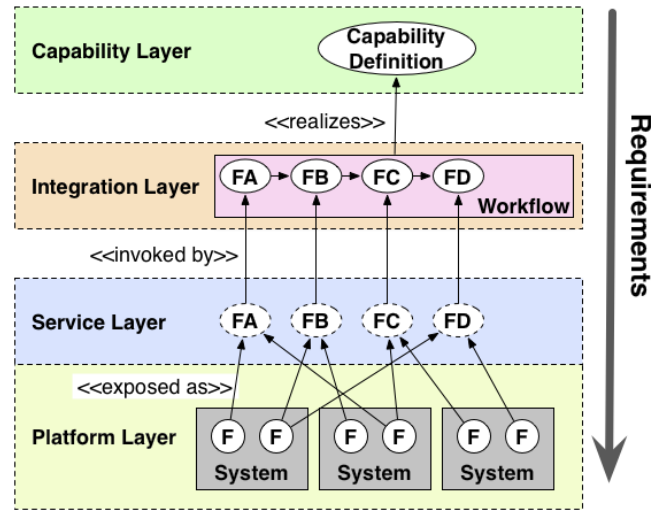 Capability Layer
Capability
Definition
<<realizes>>
Integration Layer
FA FB FC FD
Workflow
<<invoked by>>
Service Layer
FA FB FC FD
<<exposed as>>
Platform Layer
F F F F F F
System System System
Requirements